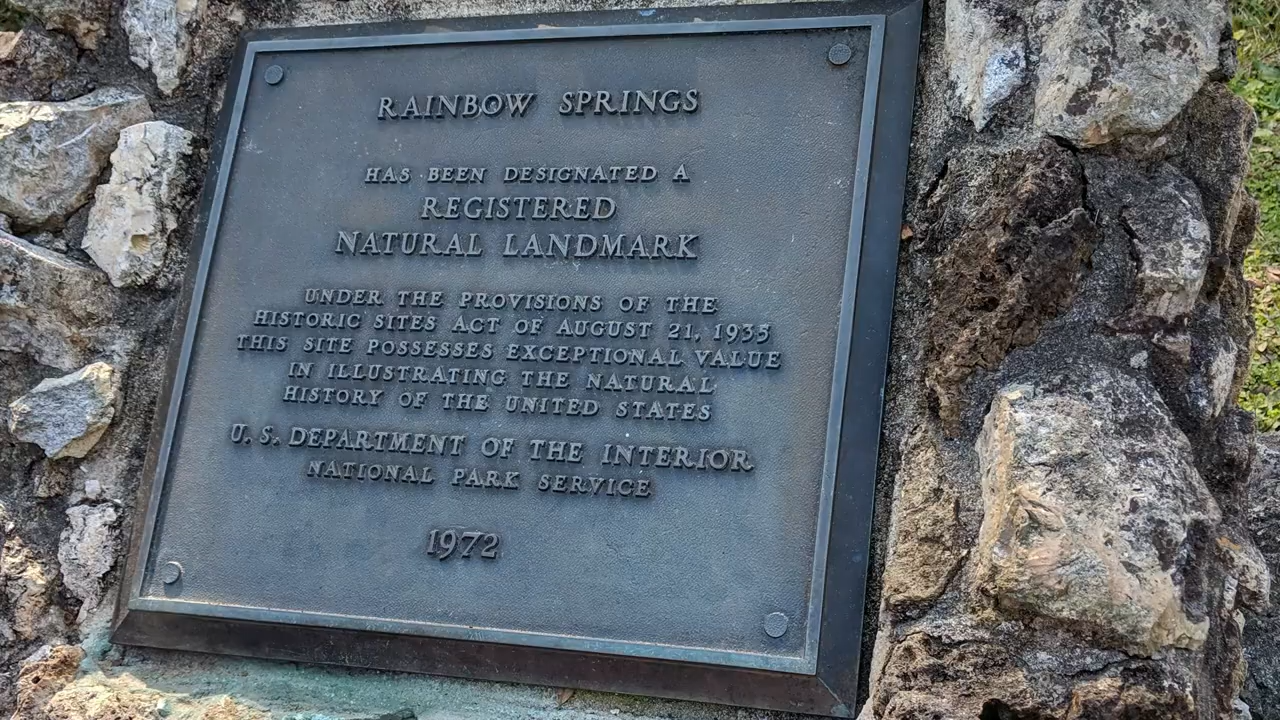 RAINBOW SPRINGS
HAS BEEN DESIGNATED A
REGISTERED
NATURAL LANDMARK
UNDER THE PROVISIONS OF THE
HISTORIC SITES ACT OF AUGUST 21, 1935
THIS SITE POSSESSES EXCEPTIONAL VALUE
IN ILLUSTRATING THE NATURAL
HISTORY OF THE UNITED STATES
U. S. DEPARTMENT OF THE INTERIOR
NATIONAL PARK SERVICE
1972